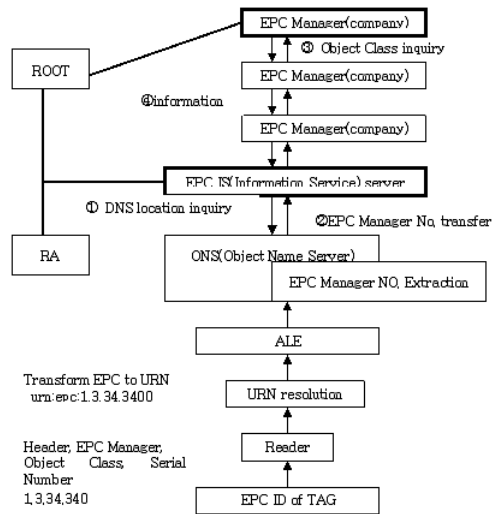 EPC Manager(company)
③ Object Class inquiry
ROOT
EPC Manager(company)
④information
EPC Manager(company)
EPC IS(Information Service) server
① DNS location inquiry
②EPC Manager No, transfer
RA
ONS(Object Name Server)
EPC Manager NO, Extraction
ALE
Transform EPC to URN
urn:epc:1.3.34.3400
URN resolution
Header, EPC Manager,
Object Class, Serial
Number
1,3,34,340
Reader
EPC ID of TAG